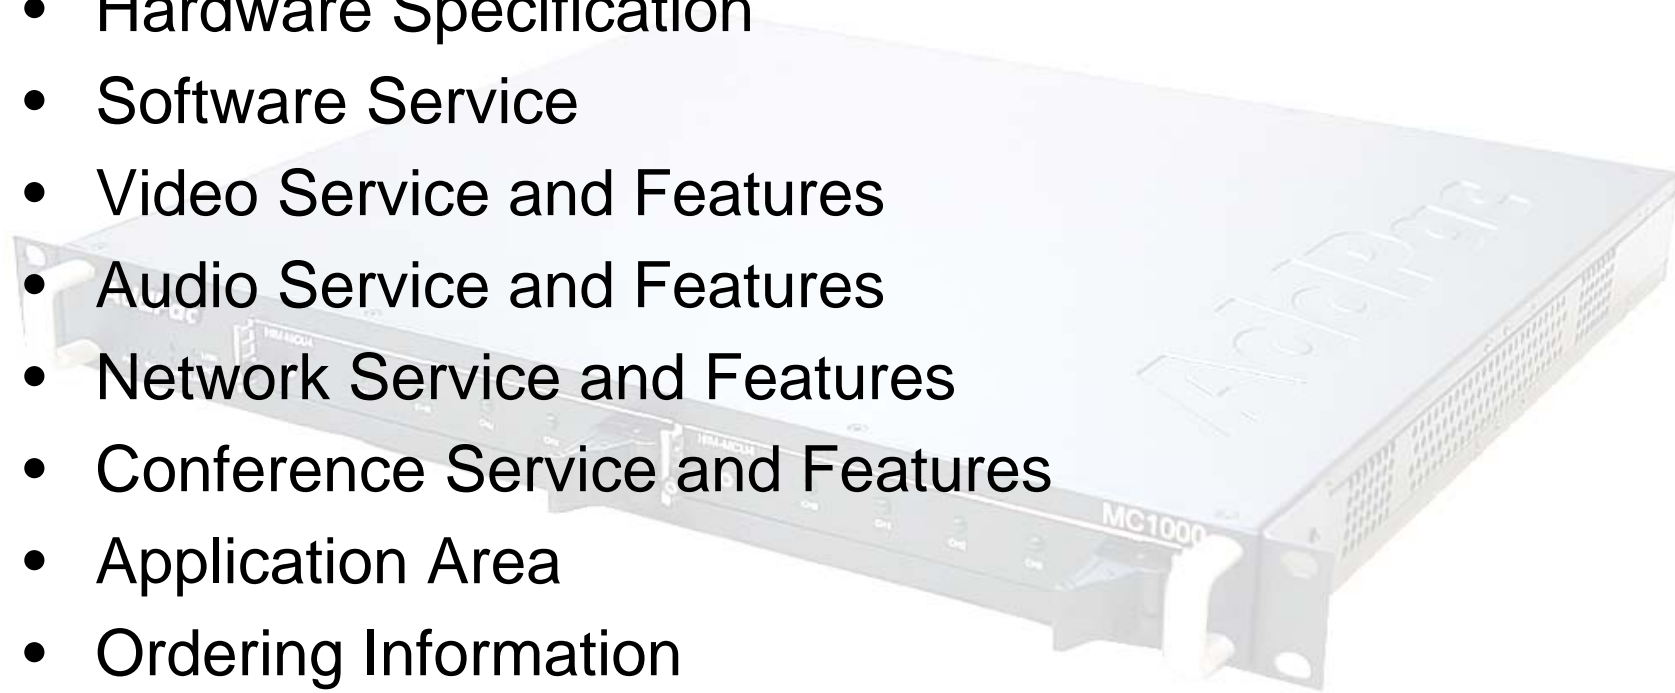 • Hardware Specification
• Software Service
• Video Service and Features
• Audio Service and Features
• Network Service and Features
• Conference Service and Features
• Application Area
• Ordering Information
AddPac
MC1000